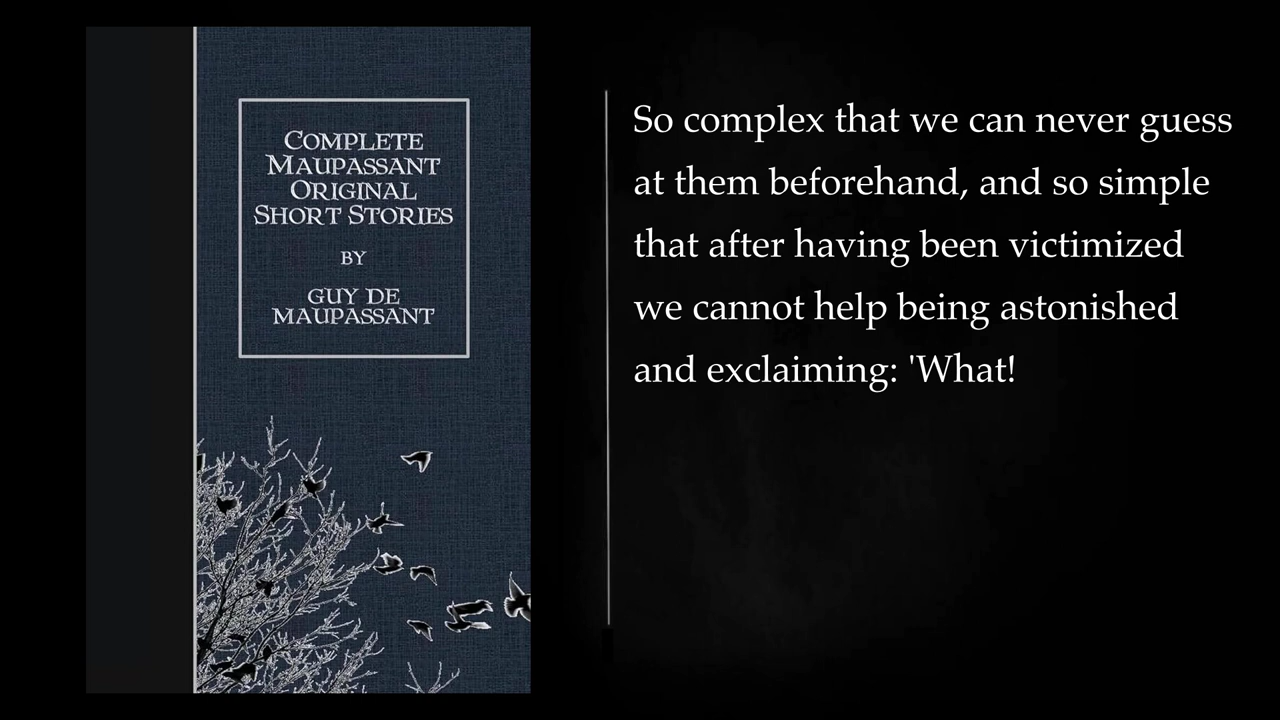 COMPLETE
MAUPASSANT
ORIGINAL
SHORT STORIES
BY
GUY DE
MAUPASSANT
So complex that we can never guess
at them beforehand, and so simple
that after having been victimized
we cannot help being astonished
and exclaiming: 'What!